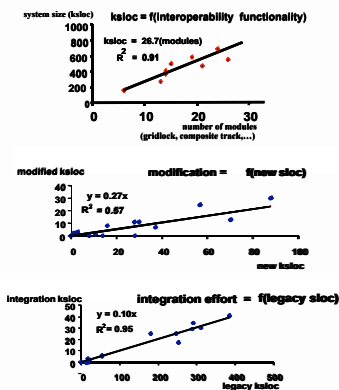 system size (ksloc)
ksloc = f(interoperability functionality)
1000
800
600
400
200
0
ksloc = 26.7(modules)
R2 = 0.91
0 10 20 30
number of modules
(gridlock, composite track,...)
modified ksloc
modification = f(new sloc)
40
30
20
10
0
y = 0.27x
R2 = 0.57
0 20 40 60 80 100
new ksloc
integration ksloc
integration effort = f(legacy sloc)
50
40
30
20
10
0
y = 0.10x
R2=0.95
0 100 200 300 400 500
legacy ksloc